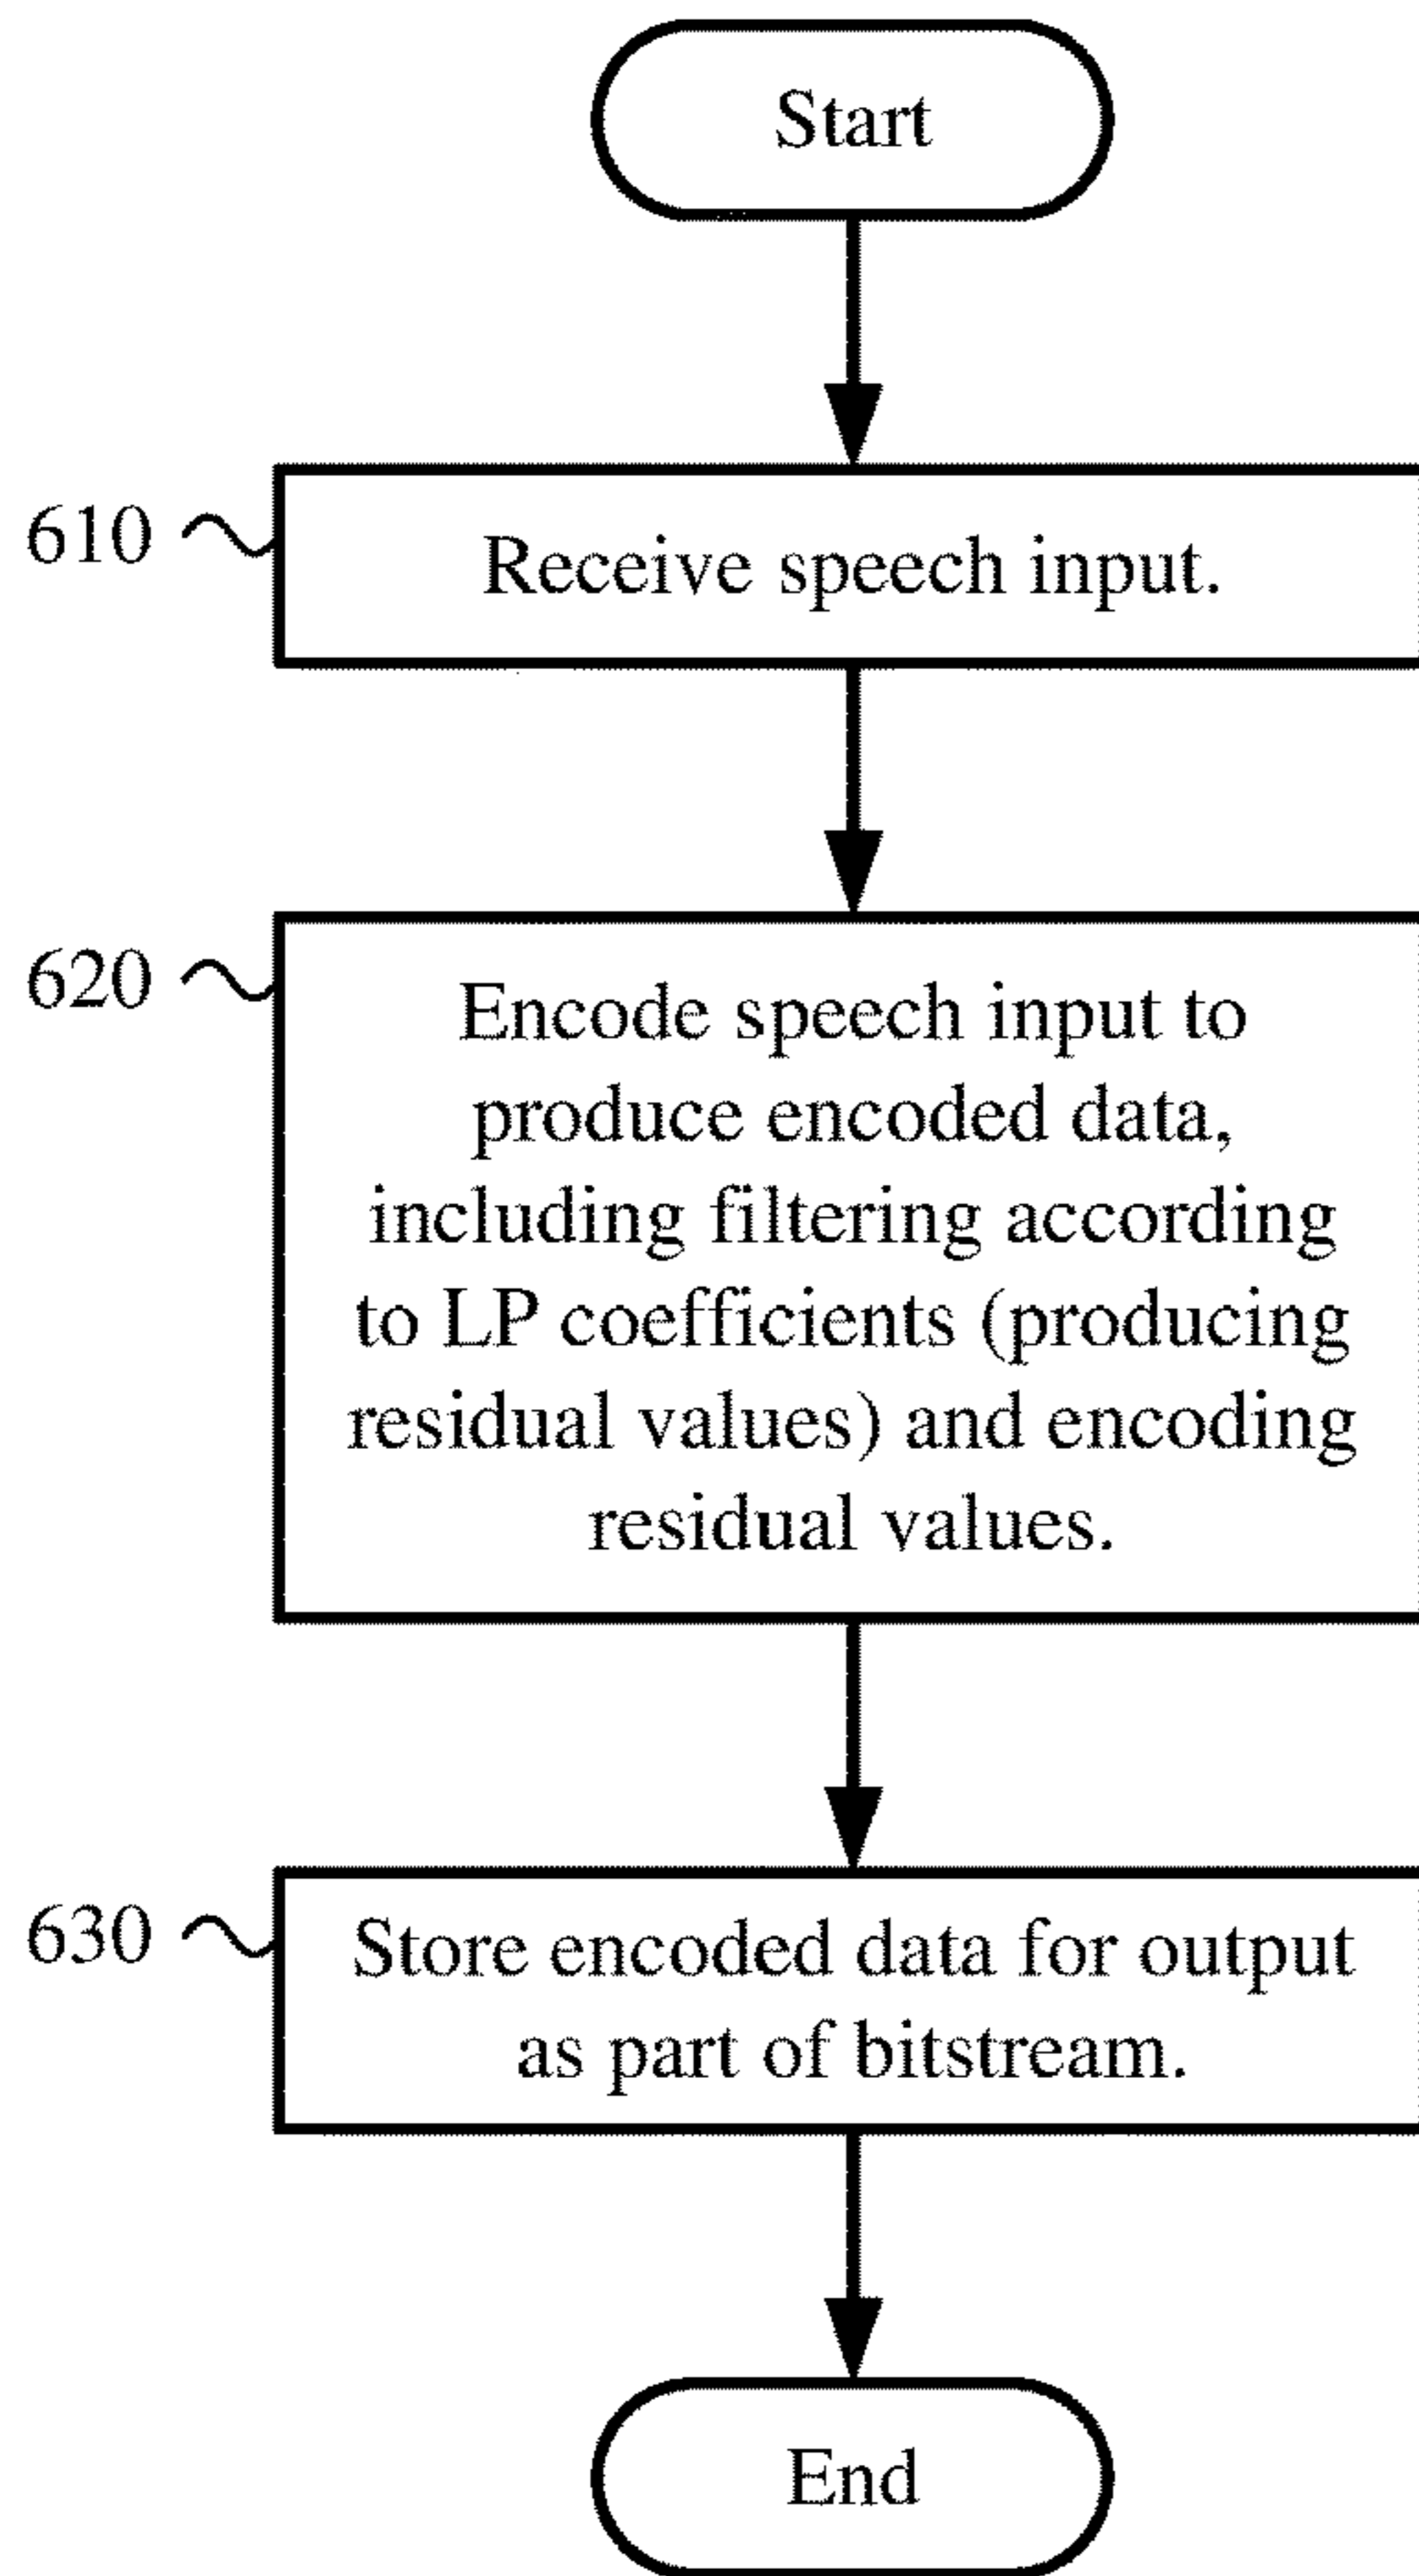 Start
610
Receive speech input.
620
Encode speech input to
produce encoded data,
including filtering according
to LP coefficients (producing
residual values) and encoding
residual values.
630
Store encoded data for output
as part of bitstream.
End